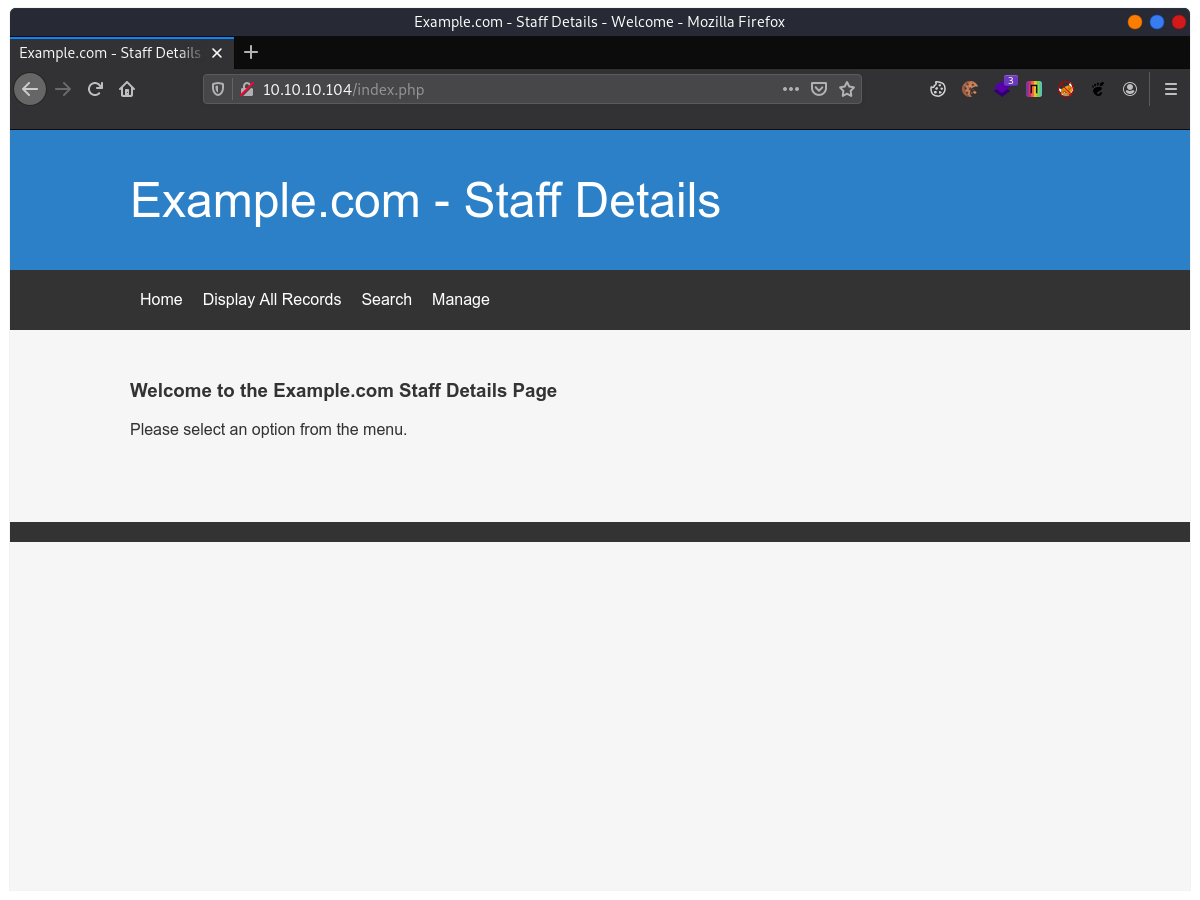 Example.com - Staff Details - Welcome - Mozilla Firefox
Example.com - Staff Details
10.10.10.104/index.php
3
Example.com - Staff Details
Home Display All Records Search Manage
Welcome to the Example.com Staff Details Page
Please select an option from the menu.